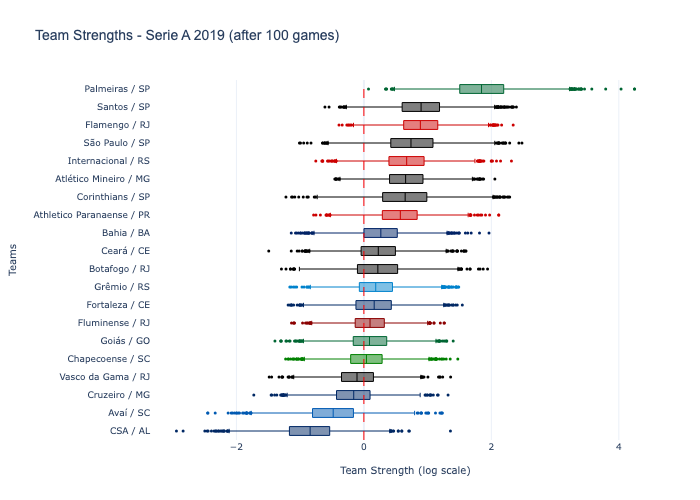 Team Strengths - Serie A 2019 (after 100 games)
Palmeiras / SP
Santos / SP
Flamengo / RJ
São Paulo / SP
Internacional / RS
Atlético Mineiro / MG
Corinthians / SP
Athletico Paranaense / PR
Bahia / BA
Ceará / CE
Botafogo / RJ
Grêmio / RS
Fortaleza / CE
Fluminense / RJ
Goiás / GO
Chapecoense / SC
Vasco da Gama / RJ
Cruzeiro / MG
Avaí / SC
CSA / AL
Teams
−2 0 2 4
Team Strength (log scale)